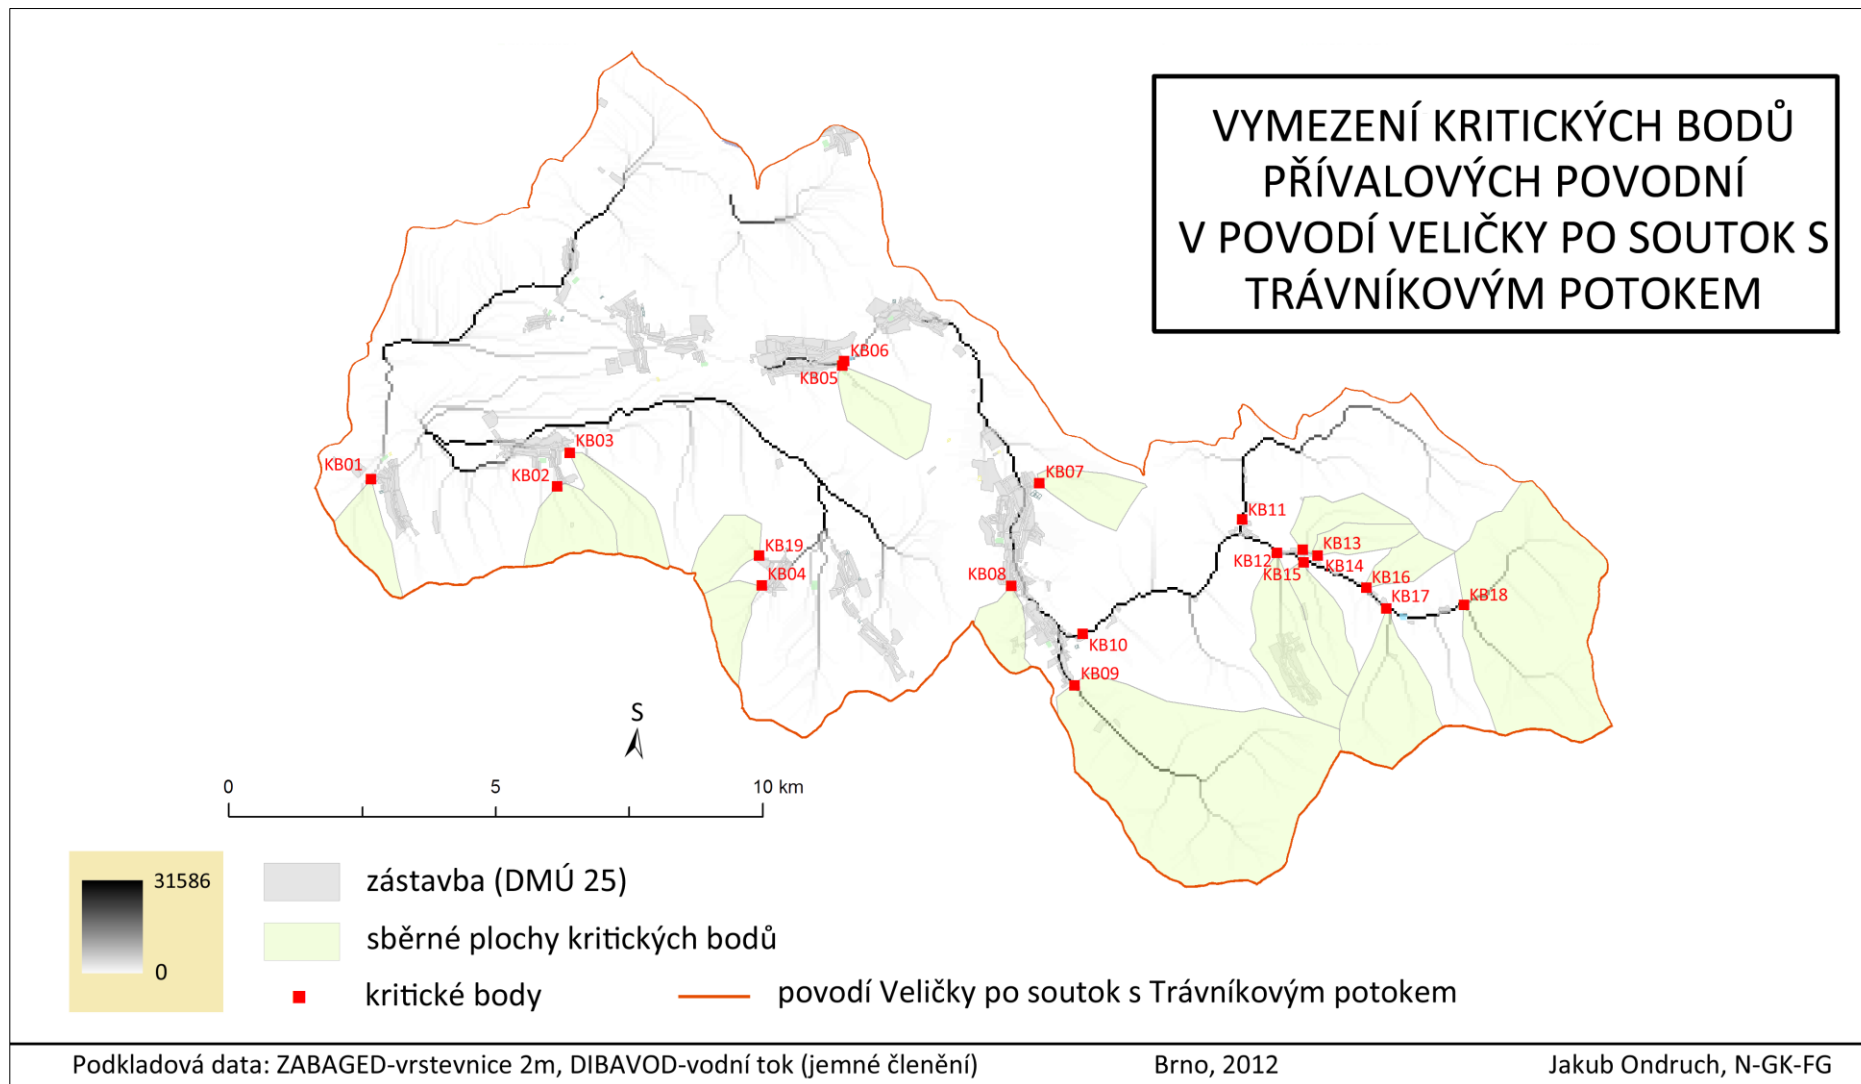 VYMEZENÍ KRITICKÝCH BODŮ
PŘÍVALOVÝCH POVODNÍ
V POVODÍ VELIČKY PO SOUTOK S
TRÁVNÍKOVÝM POTOKEM
KB06
KB05
KB03
KB01
KB02
KB07
KB11
KB19
KB04
KB08
KB12
KB13
KB14
KB15
KB16
KB17
KB18
KB10
KB09
S
0 5 10 km
31586
0
zástavba (DMÚ 25)
sběrné plochy kritických bodů
kritické body
povodí Veličky po soutok s Trávníkovým potokem
Podkladová data: ZABAGED-vrstevnice 2m, DIBAVOD-vodní tok (jemné členění) Brno, 2012 Jakub Ondruch, N-GK-FG